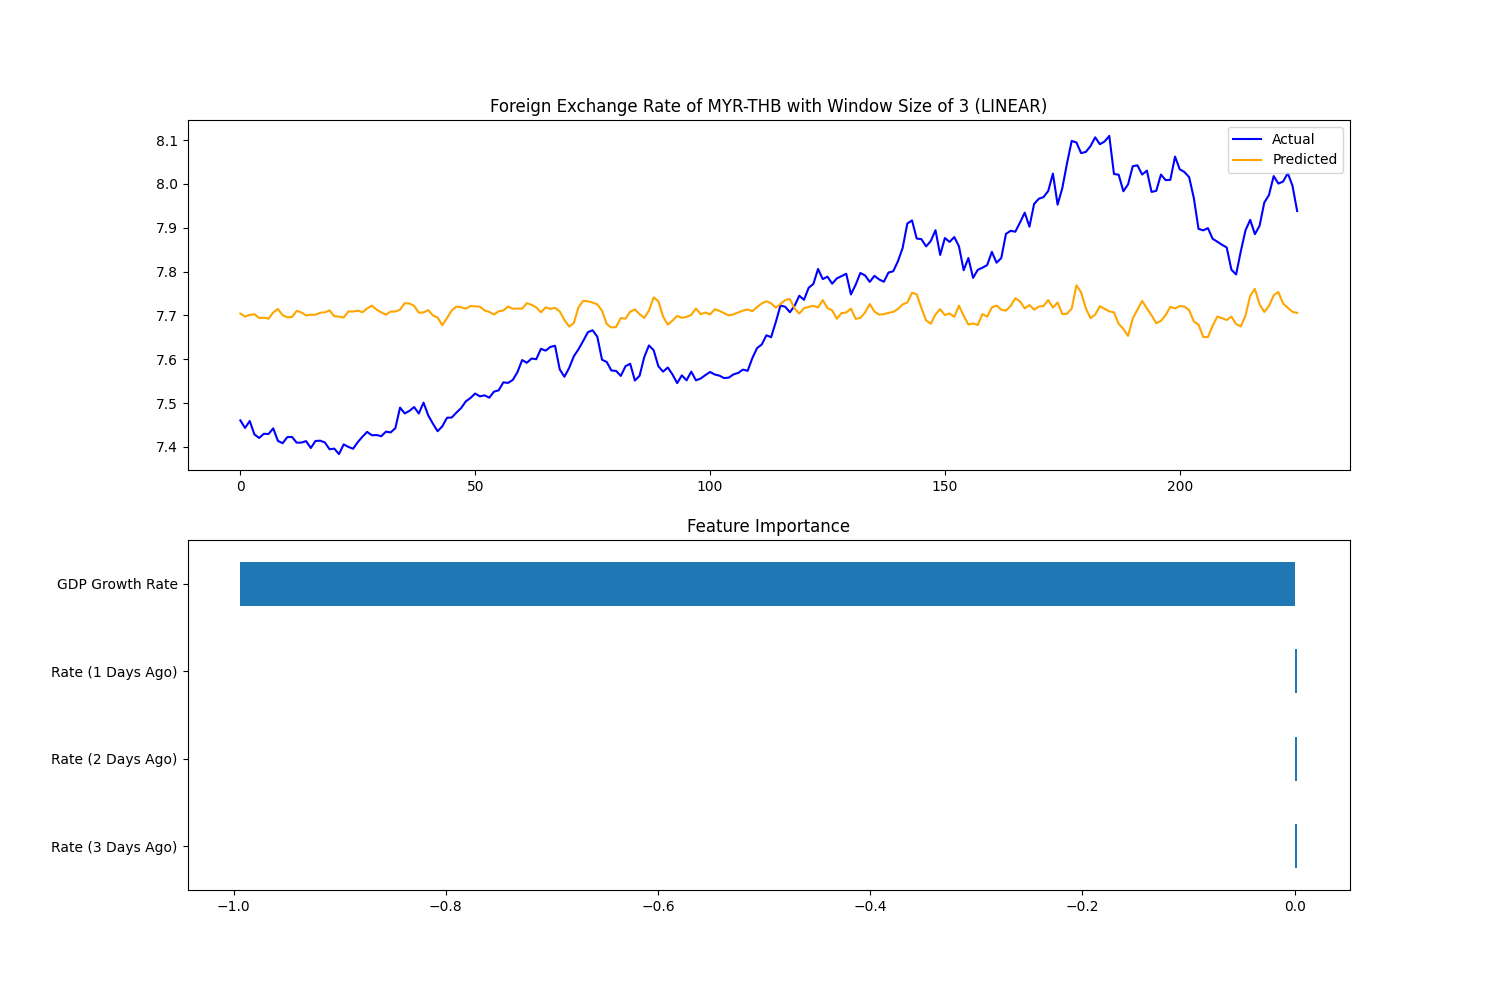 Foreign Exchange Rate of MYR-THB with Window Size of 3 (LINEAR)
Actual
Predicted
8.1
8.0
7.9
7.8
7.7
7.6
7.5
7.4
0 50 100 150 200
Feature Importance
GDP Growth Rate
Rate (1 Days Ago)
Rate (2 Days Ago)
Rate (3 Days Ago)
−1.0 −0.8 −0.6 −0.4 −0.2 0.0